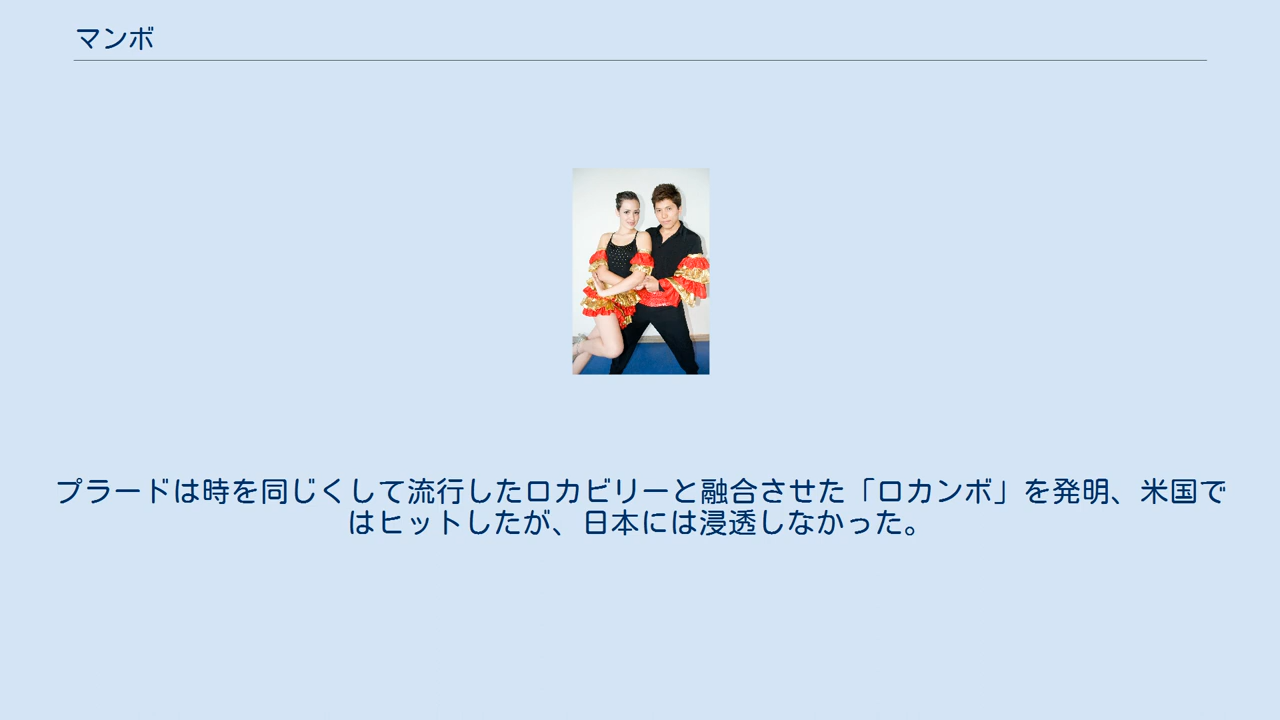 マンボ
プラードは時を同じくして流行したロカビリーと融合させた「ロカンボ」を発明、米国で
はヒットしたが、日本には浸透しなかった。